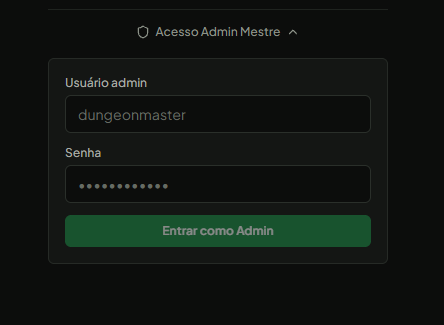 Acesso Admin Mestre
Usuário admin
dungeonmaster
Senha
••••••••••••
Entrar como Admin